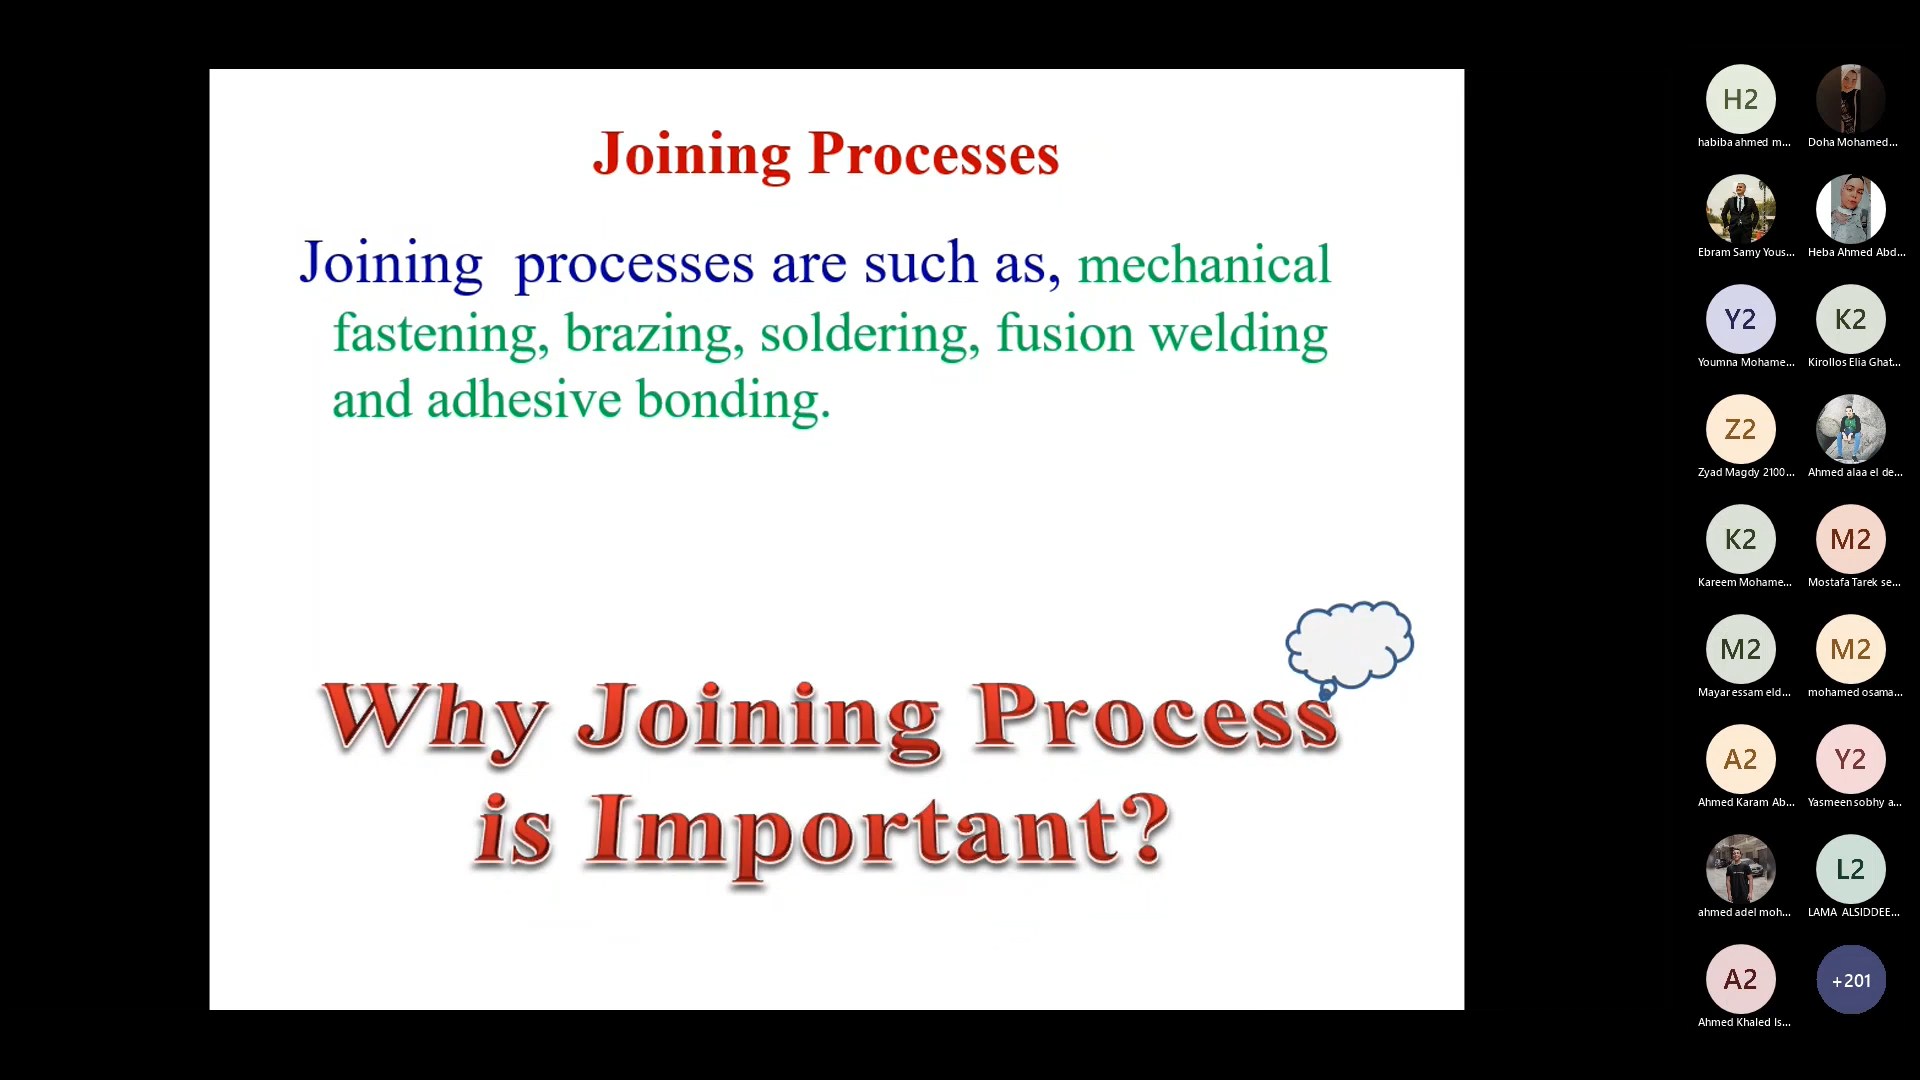 Joining Processes
Joining processes are such as, mechanical
fastening, brazing, soldering, fusion welding
and adhesive bonding.
Why Joining Process
is Important?
H2
habiba ahmed m...
Doha Mohamed...
Ebram Samy Yous...
Heba Ahmed Abd...
Y2
Youmna Mohame...
K2
Kirollos Elia Ghat...
Z2
Zyad Magdy 2100...
Ahmed alaa el de...
K2
Kareem Mohame...
M2
Mostafa Tarek se...
M2
Mayar essam eld...
M2
mohamed osama...
A2
Ahmed Karam Ab...
Y2
Yasmeen sobhy a...
ahmed adel moh...
L2
LAMA ALSIDDEE...
A2
Ahmed Khaled Is...
+201